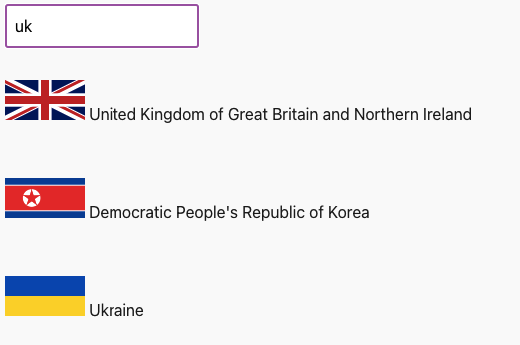 uk
United Kingdom of Great Britain and Northern Ireland
Democratic People's Republic of Korea
Ukraine